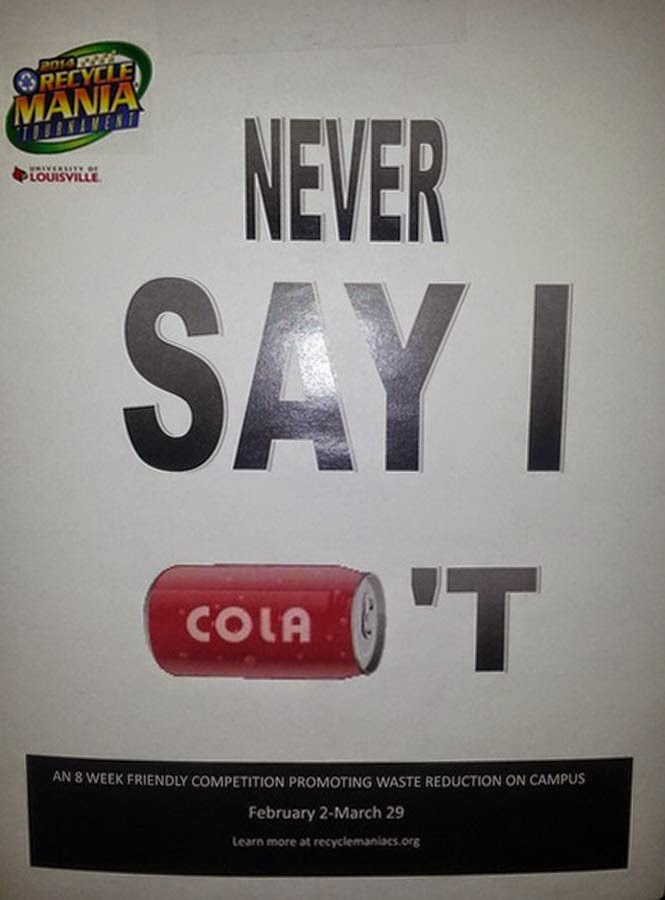 2014
RECYCLE
MANIA
TOURNAMENT
UNIVERSITY OF
LOUISVILLE.
NEVER
SAY I
COLA 'T
AN 8 WEEK FRIENDLY COMPETITION PROMOTING WASTE REDUCTION ON CAMPUS
February 2-March 29
Learn more at recyclemaniacs.org